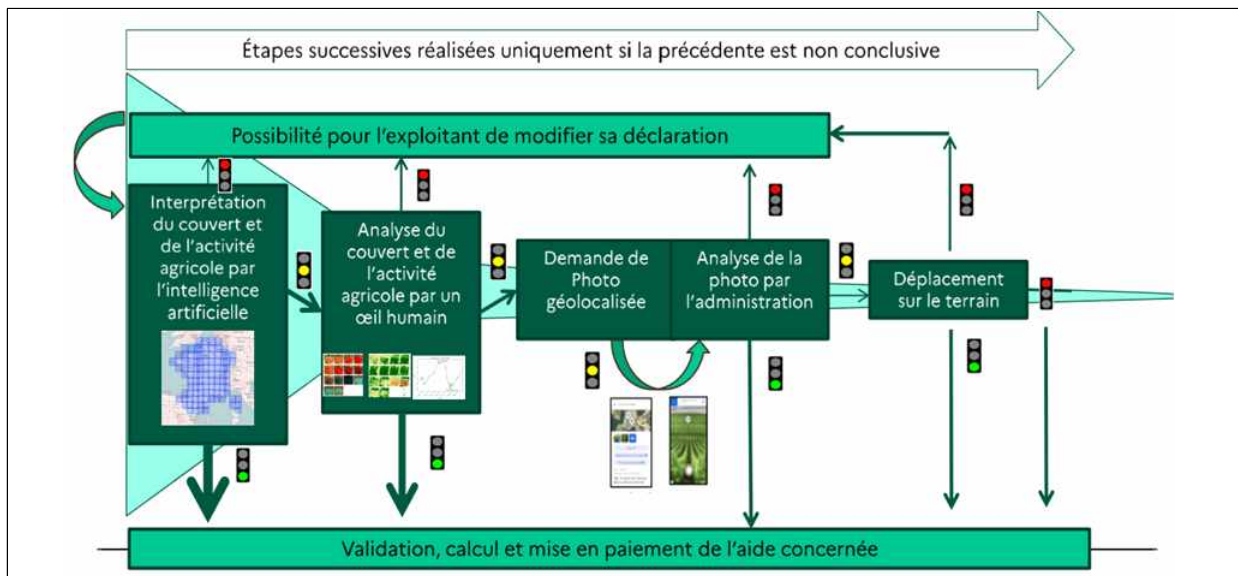 Étapes successives réalisées uniquement si la précédente est non conclusive
Possibilité pour l'exploitant de modifier sa déclaration
Interprétation
du couvert et
de l'activité
agricole par
l'intelligence
artificielle
Analyse du
couvert et de
l'activité
agricole par un
œil humain
Demande de
Photo
géolocalisée
Analyse de la
photo par
l'administration
Déplacement
sur le terrain
Validation, calcul et mise en paiement de l'aide concernée